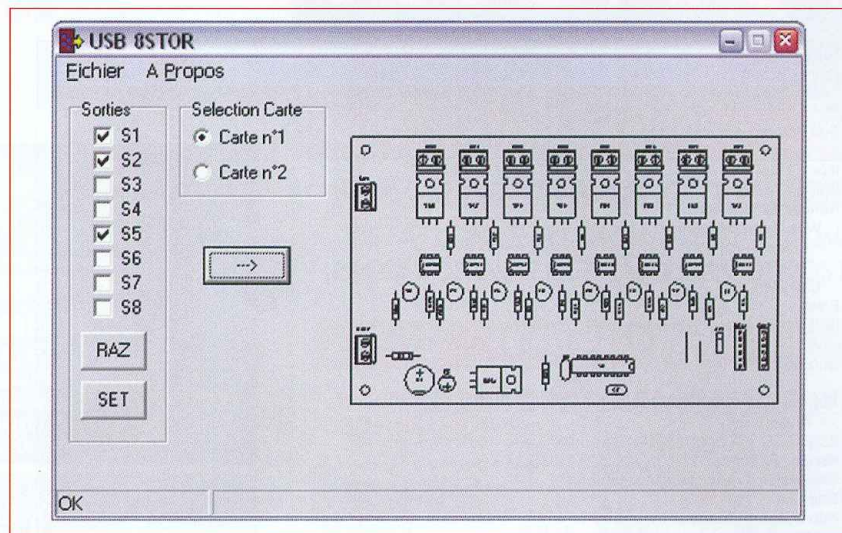 USB 8STOR
Eichier A Propos
Sorties
S1
S2
S3
S4
S5
S6
S7
S8
RAZ
SET
Selection Carte
Carte n°1
Carte n°2
--->
OK